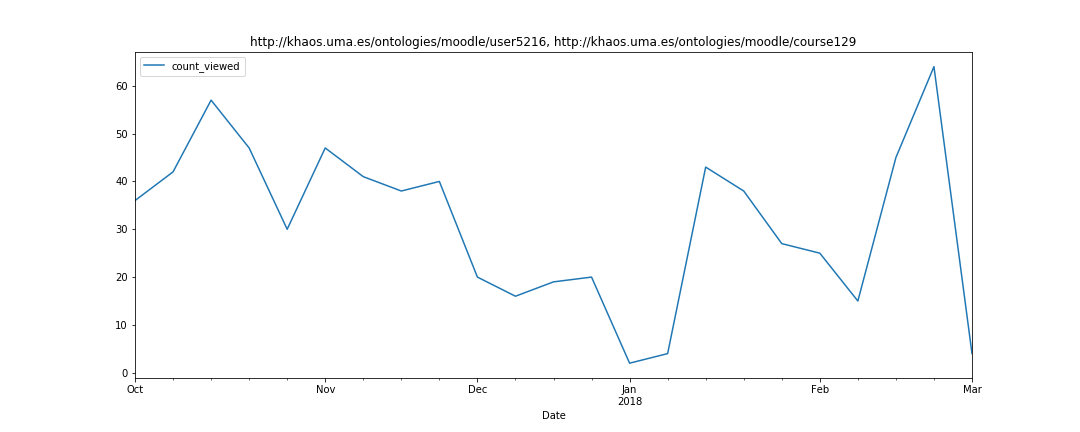 http://khaos.uma.es/ontologies/moodle/user5216, http://khaos.uma.es/ontologies/moodle/course129
count_viewed
60
50
40
30
20
10
0
Oct Nov Dec Jan Feb Mar
2018
Date